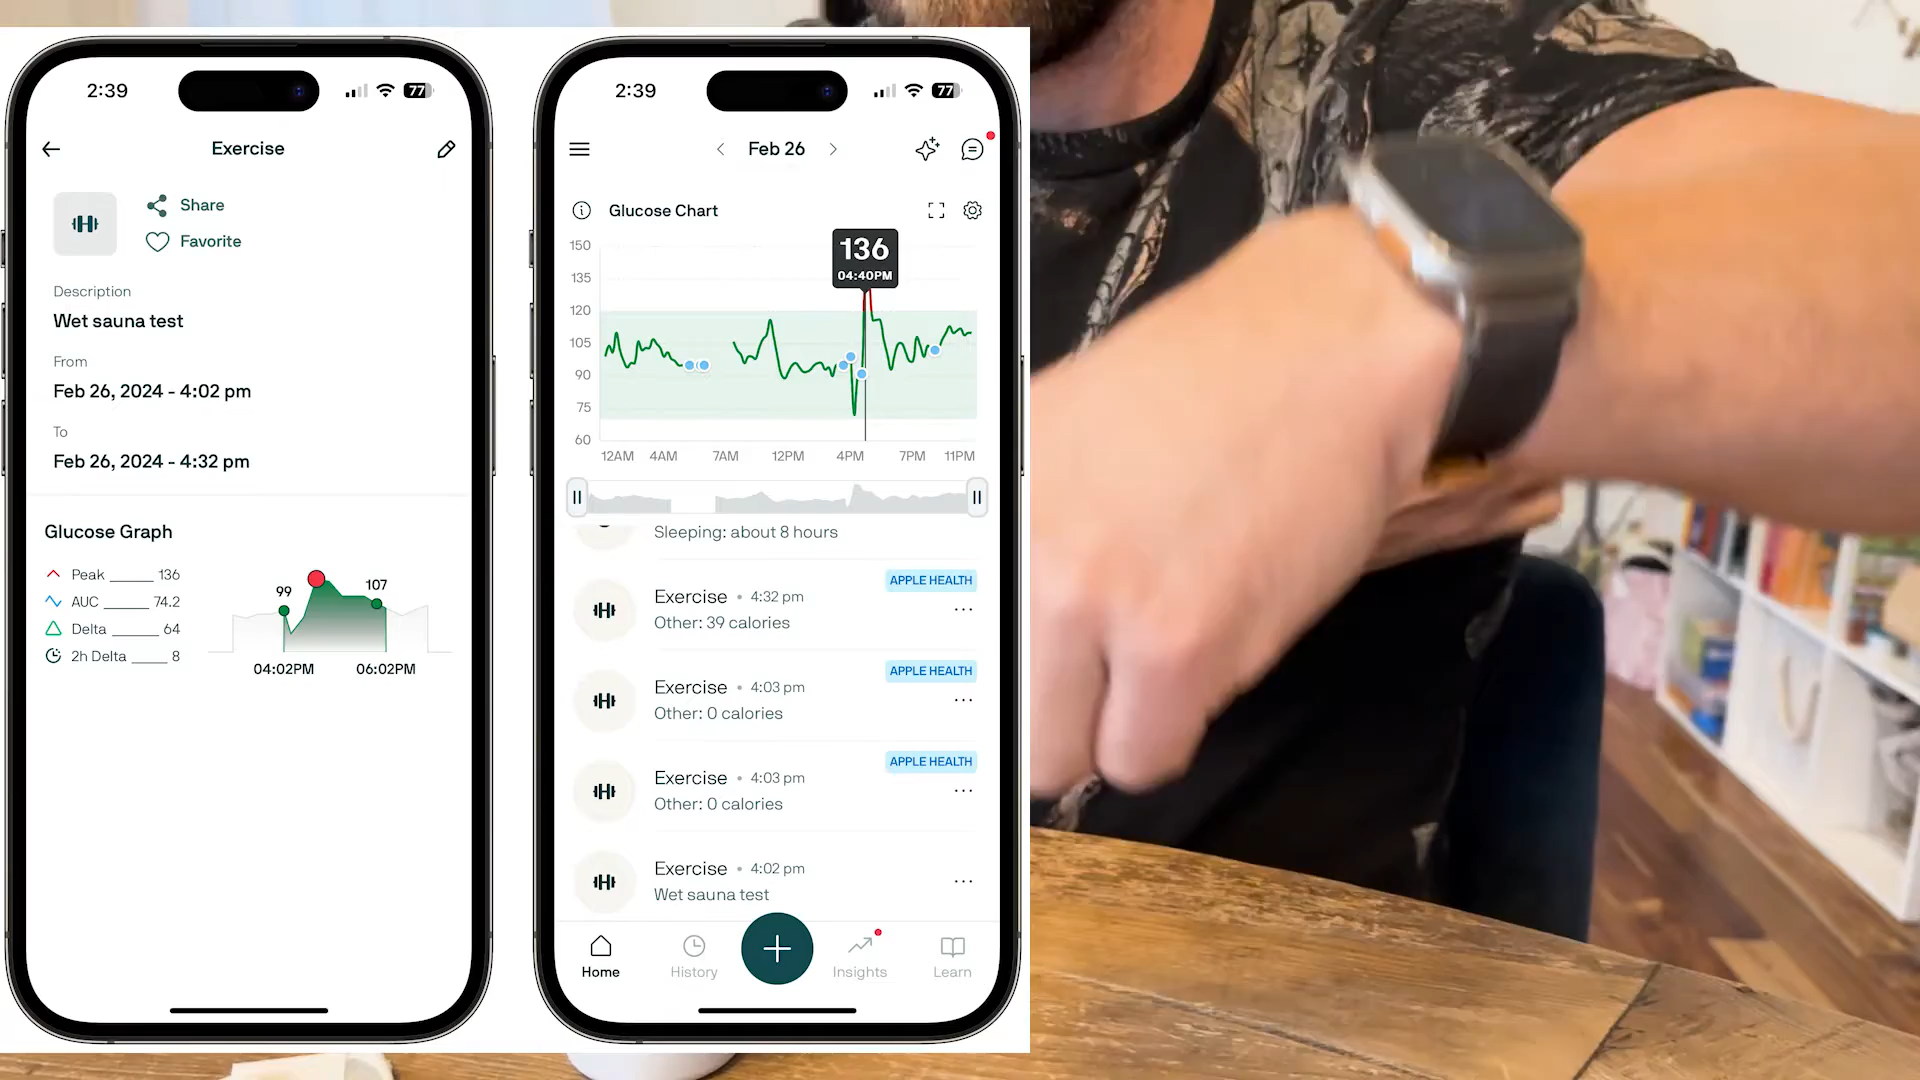 2:39
77
Exercise
Share
Favorite
Description
Wet sauna test
From
Feb 26, 2024 - 4:02 pm
To
Feb 26, 2024 - 4:32 pm
Glucose Graph
Peak 136
AUC 74.2
Delta 64
2h Delta 8
99
107
04:02PM
06:02PM
2:39
77
Feb 26
Glucose Chart
136
04:40PM
150
135
120
105
90
75
60
12AM 4AM 7AM 12PM 4PM 7PM 11PM
Sleeping: about 8 hours
APPLE HEALTH
Exercise • 4:32 pm
Other: 39 calories
APPLE HEALTH
Exercise • 4:03 pm
Other: 0 calories
APPLE HEALTH
Exercise • 4:03 pm
Other: 0 calories
Exercise • 4:02 pm
Wet sauna test
Home
History
Insights
Learn